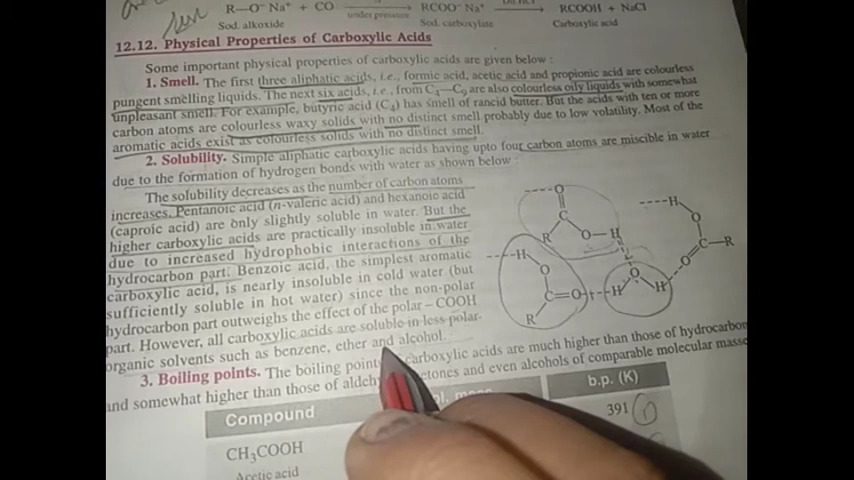 R—O⁻ Na⁺ + CO under pressure RCOO⁻ Na⁺ RCOOH + NaCl
Sod. alkoxide Sod. carboxylate Carboxylic acid
12.12. Physical Properties of Carboxylic Acids
Some important physical properties of carboxylic acids are given below :
1. Smell. The first three aliphatic acids, i.e., formic acid, acetic acid and propionic acid are colourless
pungent smelling liquids. The next six acids, i.e., from C₄—C₉ are also colourless oily liquids with somewhat
unpleasant smell. For example, butyric acid (C₄) has smell of rancid butter. But the acids with ten or more
carbon atoms are colourless waxy solids with no distinct smell probably due to low volatility. Most of the
aromatic acids exist as colourless solids with no distinct smell.
2. Solubility. Simple aliphatic carboxylic acids having upto four carbon atoms are miscible in water
due to the formation of hydrogen bonds with water as shown below :
The solubility decreases as the number of carbon atoms
increases. Pentanoic acid (n-valeric acid) and hexanoic acid
(caproic acid) are only slightly soluble in water. But the
higher carboxylic acids are practically insoluble in water
due to increased hydrophobic interactions of the
hydrocarbon part. Benzoic acid, the simplest aromatic
carboxylic acid, is nearly insoluble in cold water (but
sufficiently soluble in hot water) since the non-polar
hydrocarbon part outweighs the effect of the polar – COOH
part. However, all carboxylic acids are soluble in less polar
organic solvents such as benzene, ether and alcohol.
O
C
R O—H
H O
C—R
O
H
O
C=O
R
H O H
3. Boiling points. The boiling points carboxylic acids are much higher than those of hydrocarbon
and somewhat higher than those of and even alcohols of comparable molecular masse
Compound b.p. (K)
CH₃COOH 391
Acetic acid